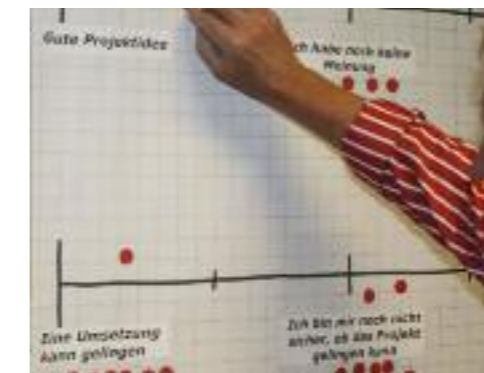 Gute Projektidee
Ich habe noch keine
Meinung
Eine Umsetzung
kann gelingen
Ich bin mir noch nicht
sicher, ob das Projekt
gelingen kann